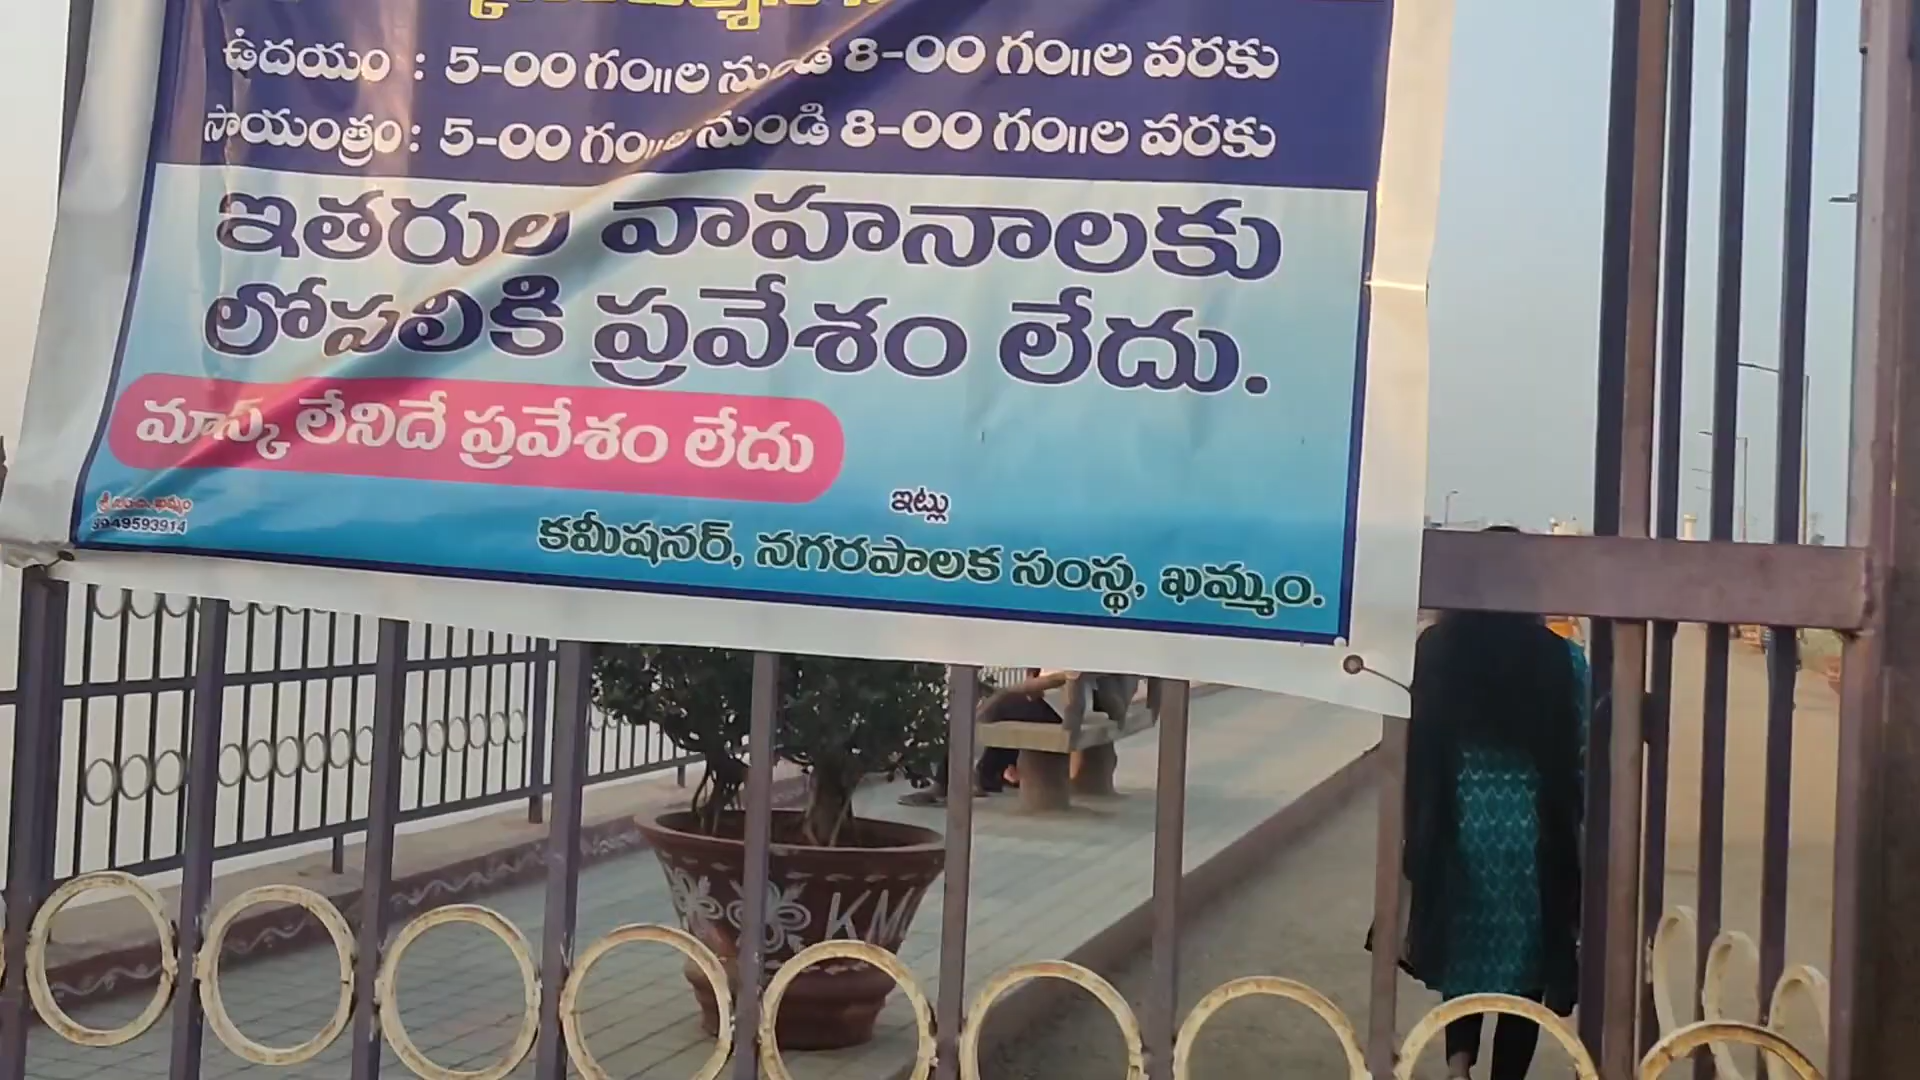 ఉదయం : 5-00 గం॥ల నుండి 8-00 గం॥ల వరకు
సాయంత్రం : 5-00 గం॥ల నుండి 8-00 గం॥ల వరకు
ఇతరుల వాహనాలకు
లోపలికి ప్రవేశం లేదు.
మాస్క్ లేనిదే ప్రవేశం లేదు
ఇట్లు
కమీషనర్, నగరపాలక సంస్థ, ఖమ్మం.
9949593914